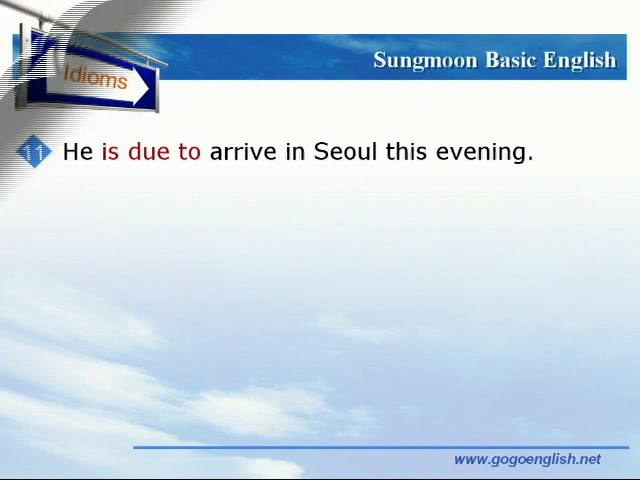 Sungmoon Basic English
Idioms
11 He is due to arrive in Seoul this evening.
www.gogoenglish.net